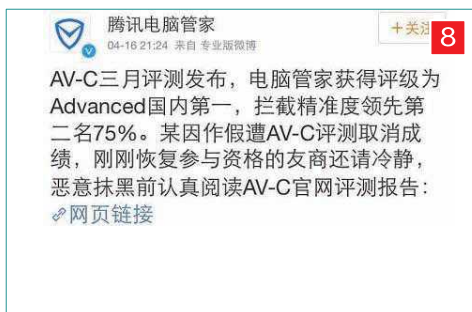 腾讯电脑管家
04-16 21:24 来自 专业版微博
+关注
8
AV-C三月评测发布，电脑管家获得评级为
Advanced国内第一，拦截精准度领先第
二名75%。某因作假遭AV-C评测取消成
绩，刚刚恢复参与资格的友商还请冷静，
恶意抹黑前认真阅读AV-C官网评测报告：
网页链接